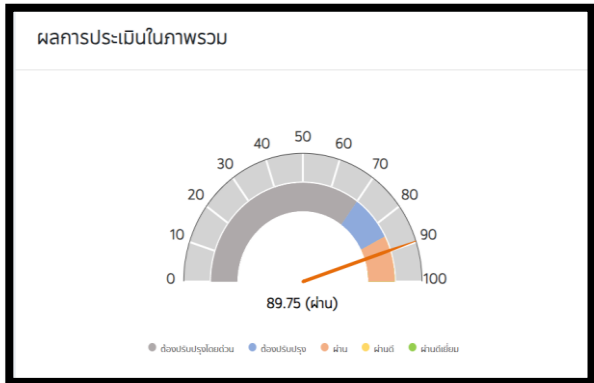 ผลการประเมินในภาพรวม
50
40 60
30 70
20 80
10 90
0 100
89.75 (ผ่าน)
ต้องปรับปรุงโดยด่วน ต้องปรับปรุง ผ่าน ผ่านดี ผ่านดีเยี่ยม